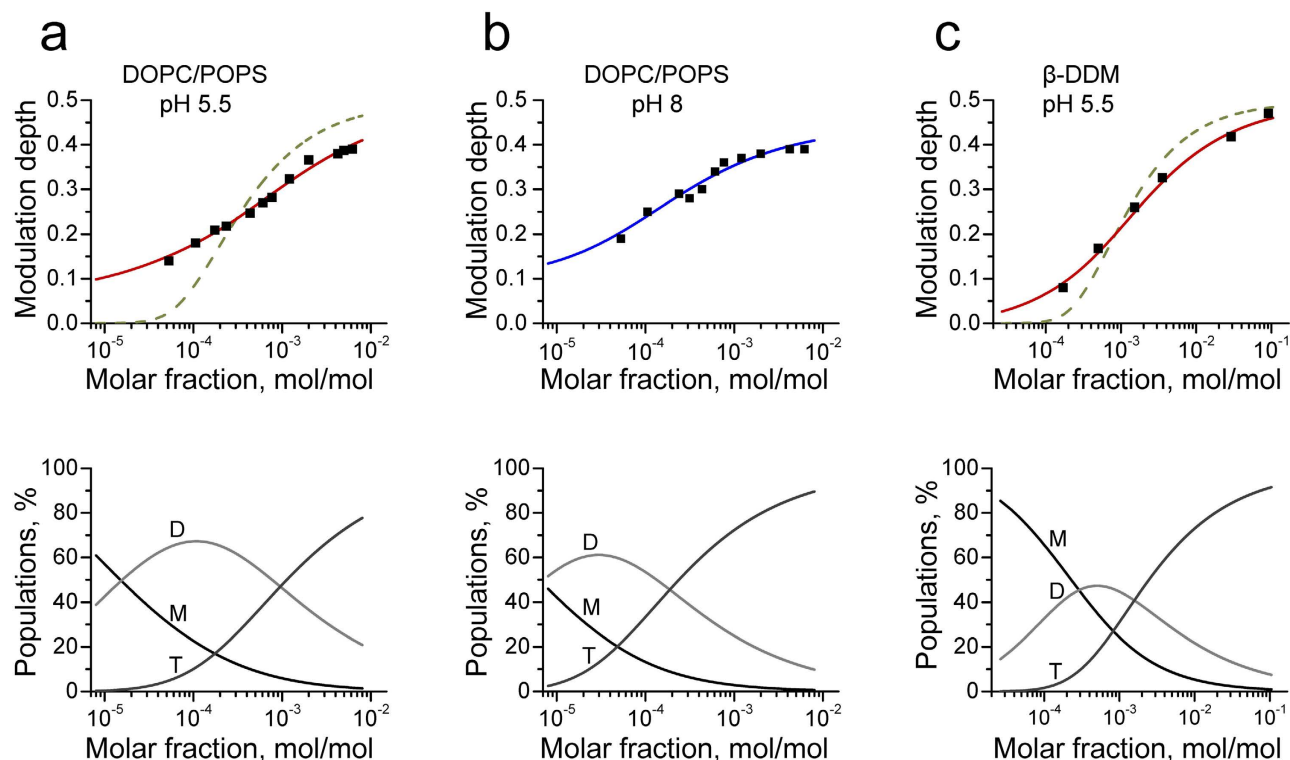 a
DOPC/POPS
pH 5.5
Modulation depth
0.5
0.4
0.3
0.2
0.1
0.0
10⁻⁵
10⁻⁴
10⁻³
10⁻²
Molar fraction, mol/mol
b
DOPC/POPS
pH 8
Modulation depth
0.5
0.4
0.3
0.2
0.1
0.0
10⁻⁵
10⁻⁴
10⁻³
10⁻²
Molar fraction, mol/mol
c
β-DDM
pH 5.5
Modulation depth
0.5
0.4
0.3
0.2
0.1
0.0
10⁻⁴
10⁻³
10⁻²
10⁻¹
Molar fraction, mol/mol
Populations, %
100
80
60
40
20
0
D
M
T
10⁻⁵
10⁻⁴
10⁻³
10⁻²
Molar fraction, mol/mol
Populations, %
100
80
60
40
20
0
D
M
T
10⁻⁵
10⁻⁴
10⁻³
10⁻²
Molar fraction, mol/mol
Populations, %
100
80
60
40
20
0
M
D
T
10⁻⁴
10⁻³
10⁻²
10⁻¹
Molar fraction, mol/mol